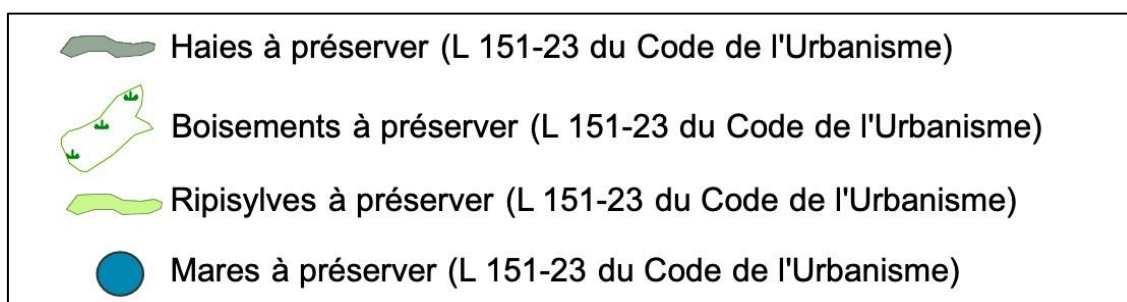 Haies à préserver (L 151-23 du Code de l'Urbanisme)
Boisements à préserver (L 151-23 du Code de l'Urbanisme)
Ripisylves à préserver (L 151-23 du Code de l'Urbanisme)
Mares à préserver (L 151-23 du Code de l'Urbanisme)